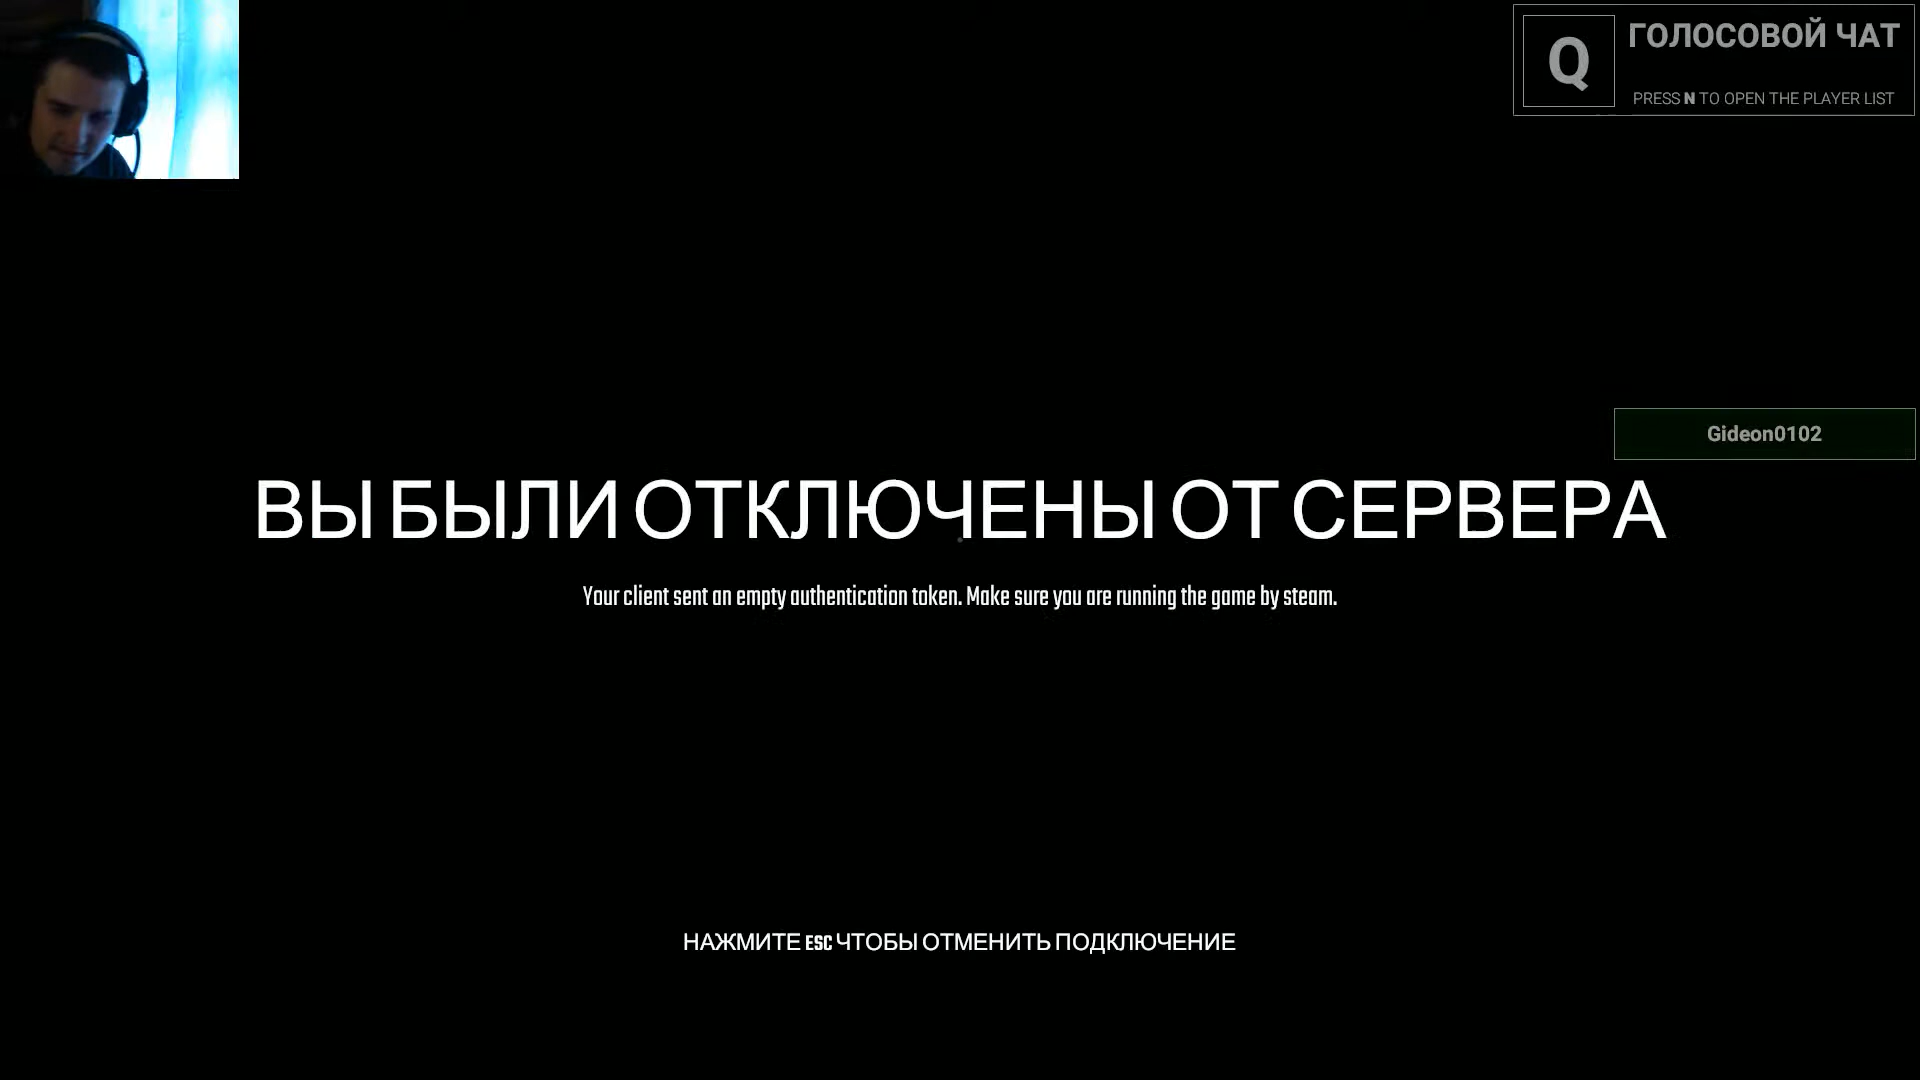 Q
ГОЛОСОВОЙ ЧАТ
PRESS N TO OPEN THE PLAYER LIST
Gideon0102
ВЫ БЫЛИ ОТКЛЮЧЕНЫ ОТ СЕРВЕРА
Your client sent an empty authentication token. Make sure you are running the game by steam.
НАЖМИТЕ ESC ЧТОБЫ ОТМЕНИТЬ ПОДКЛЮЧЕНИЕ